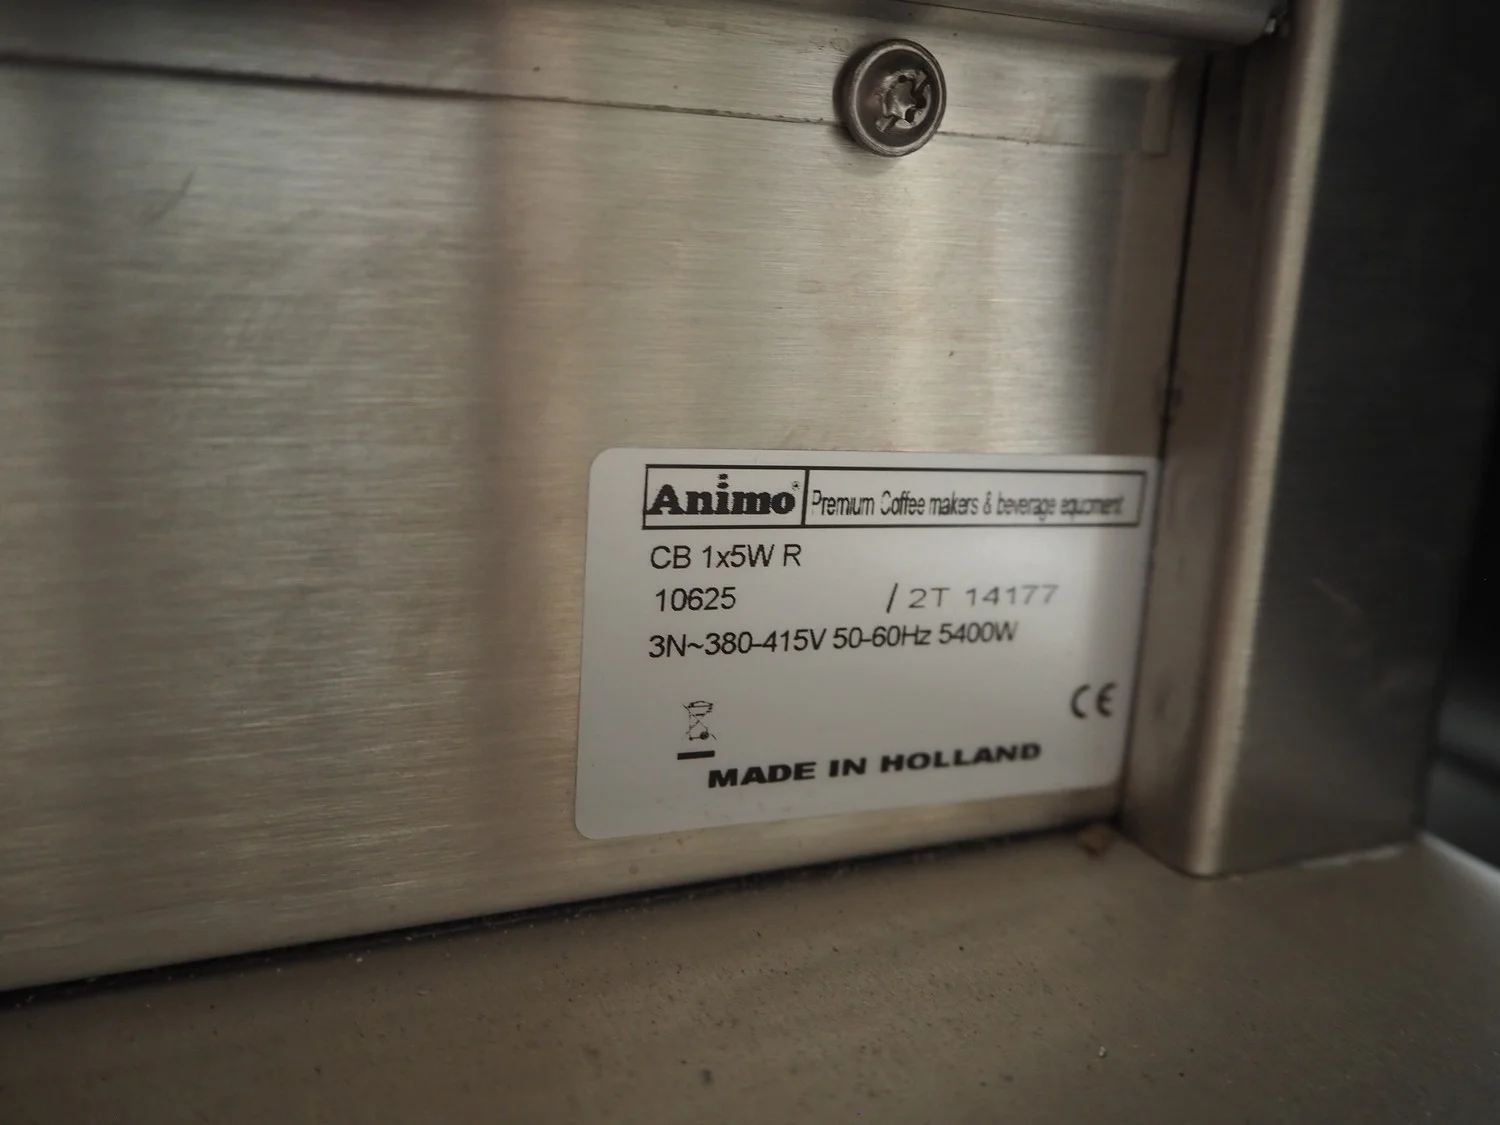 Animo® Premium Coffee makers & beverage equipment
CB 1x5W R
10625 / 2T 14177
3N~380-415V 50-60Hz 5400W
CE
MADE IN HOLLAND